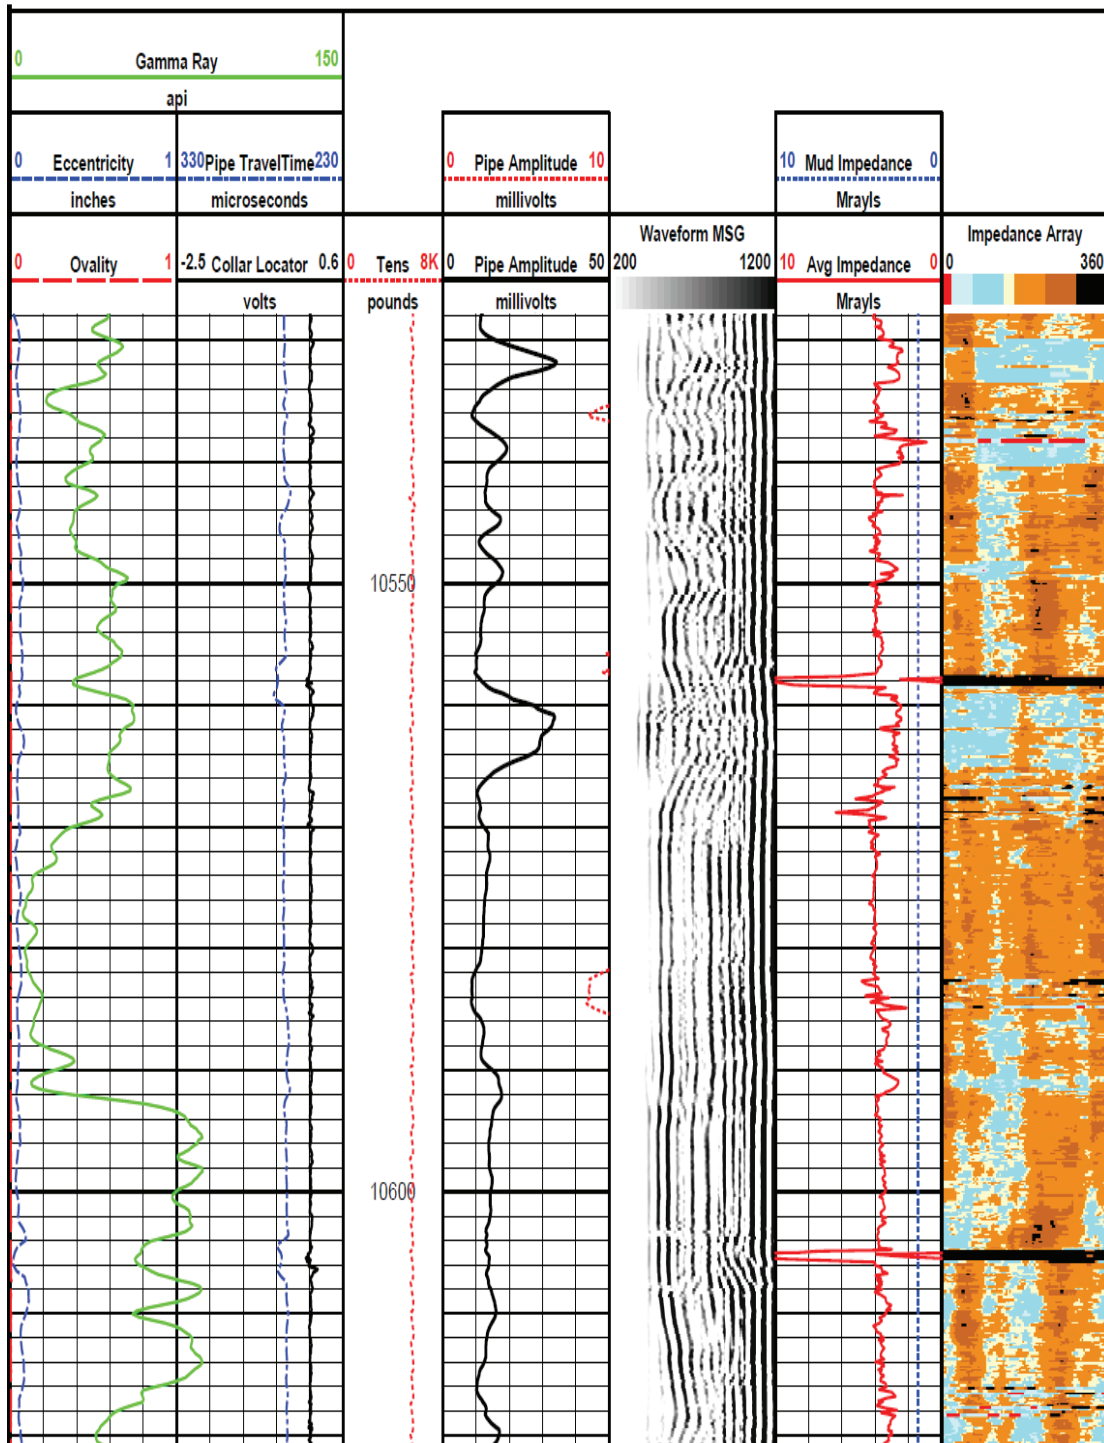 0 Gamma Ray 150
api
0 Eccentricity 1 330 Pipe TravelTime 230 0 Pipe Amplitude 10 10 Mud Impedance 0
inches microseconds millivolts Mrayls
Waveform MSG Impedance Array
0 Ovality 1 -2.5 Collar Locator 0.6 0 Tens 8K 0 Pipe Amplitude 50 200 1200 10 Avg Impedance 0 0 360
volts pounds millivolts Mrayls
10550
10600